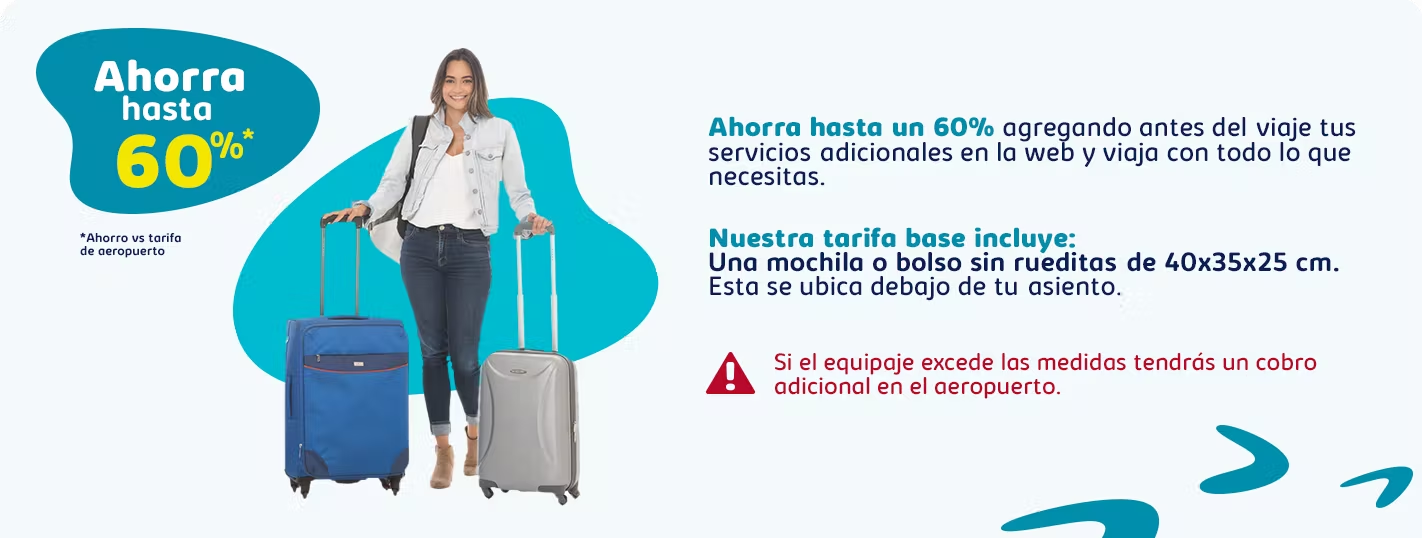 Ahorra
hasta
60%*
*Ahorro vs tarifa
de aeropuerto
Ahorra hasta un 60% agregando antes del viaje tus
servicios adicionales en la web y viaja con todo lo que
necesitas.
Nuestra tarifa base incluye:
Una mochila o bolso sin rueditas de 40x35x25 cm.
Esta se ubica debajo de tu asiento.
Si el equipaje excede las medidas tendrás un cobro
adicional en el aeropuerto.